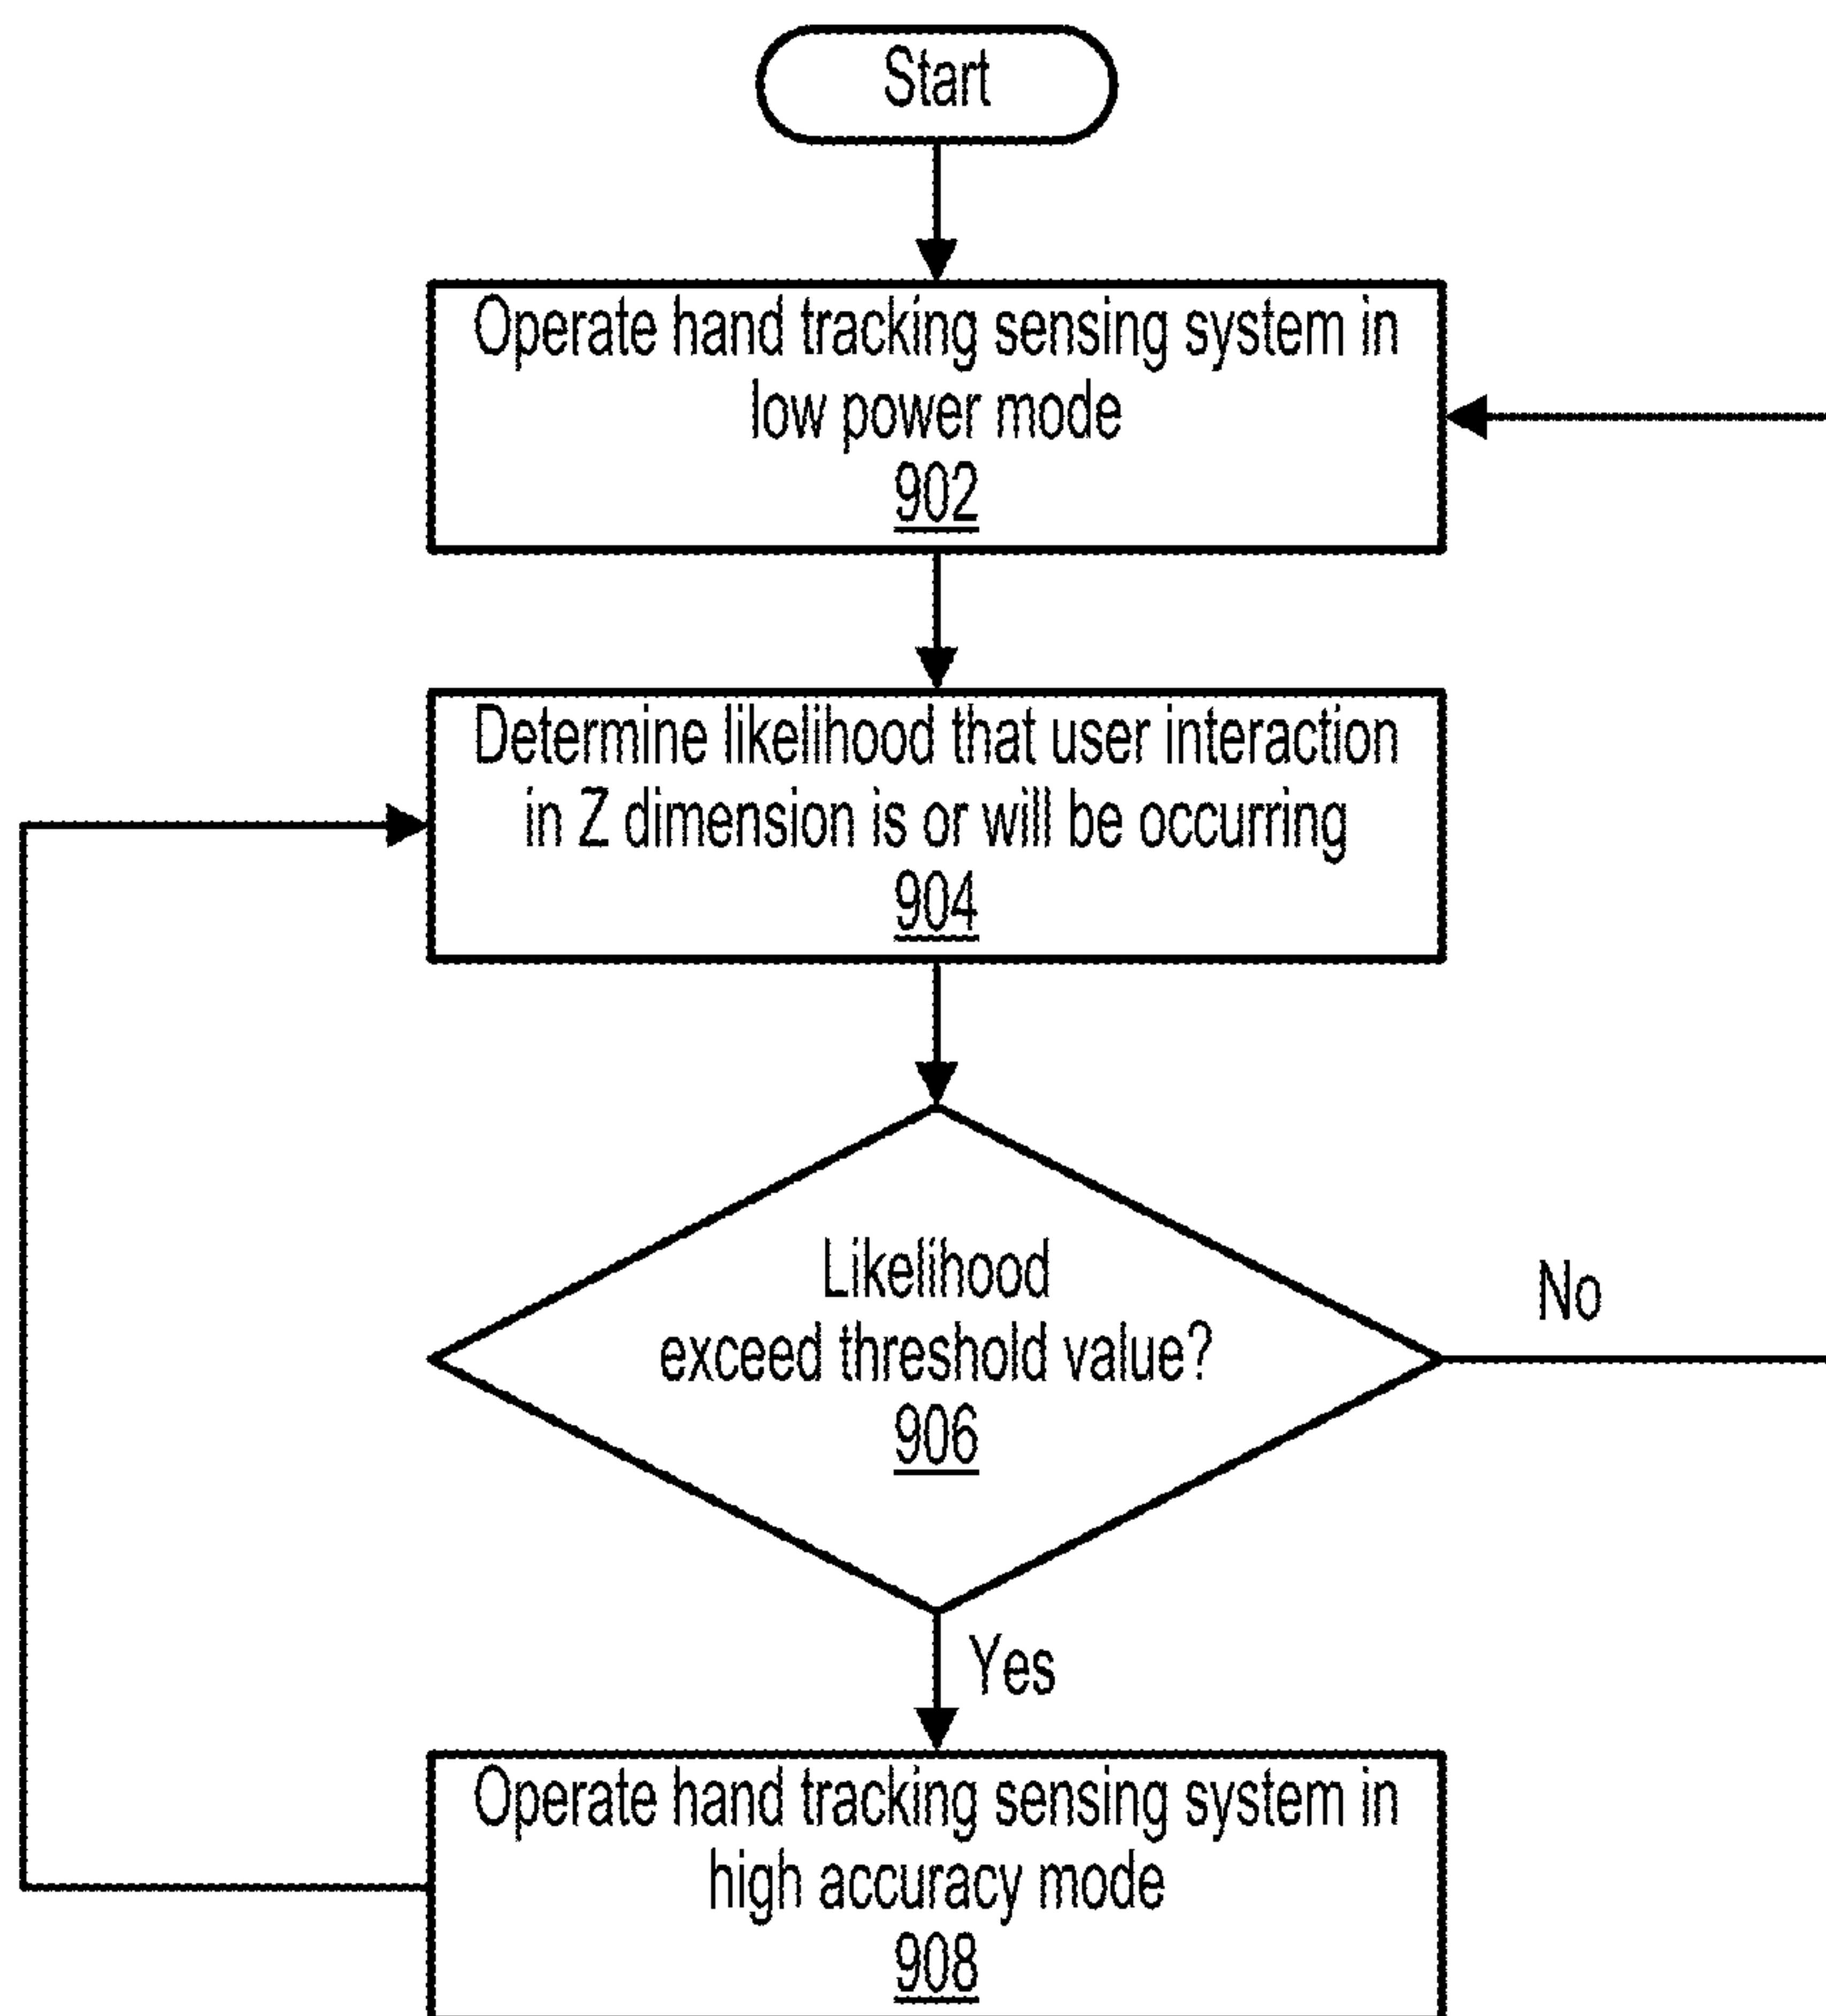 Start
Operate hand tracking sensing system in
low power mode
902
Determine likelihood that user interaction
in Z dimension is or will be occurring
904
Likelihood
exceed threshold value?
906
No
Yes
Operate hand tracking sensing system in
high accuracy mode
908